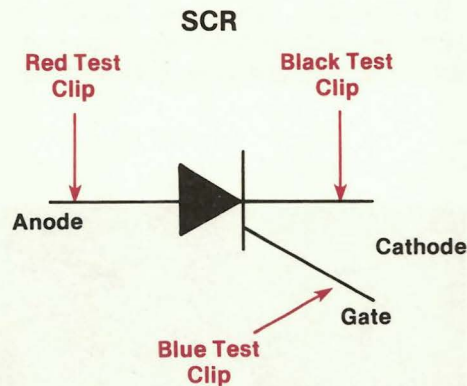 SCR
Red Test
Clip
Black Test
Clip
Anode
Cathode
Gate
Blue Test
Clip